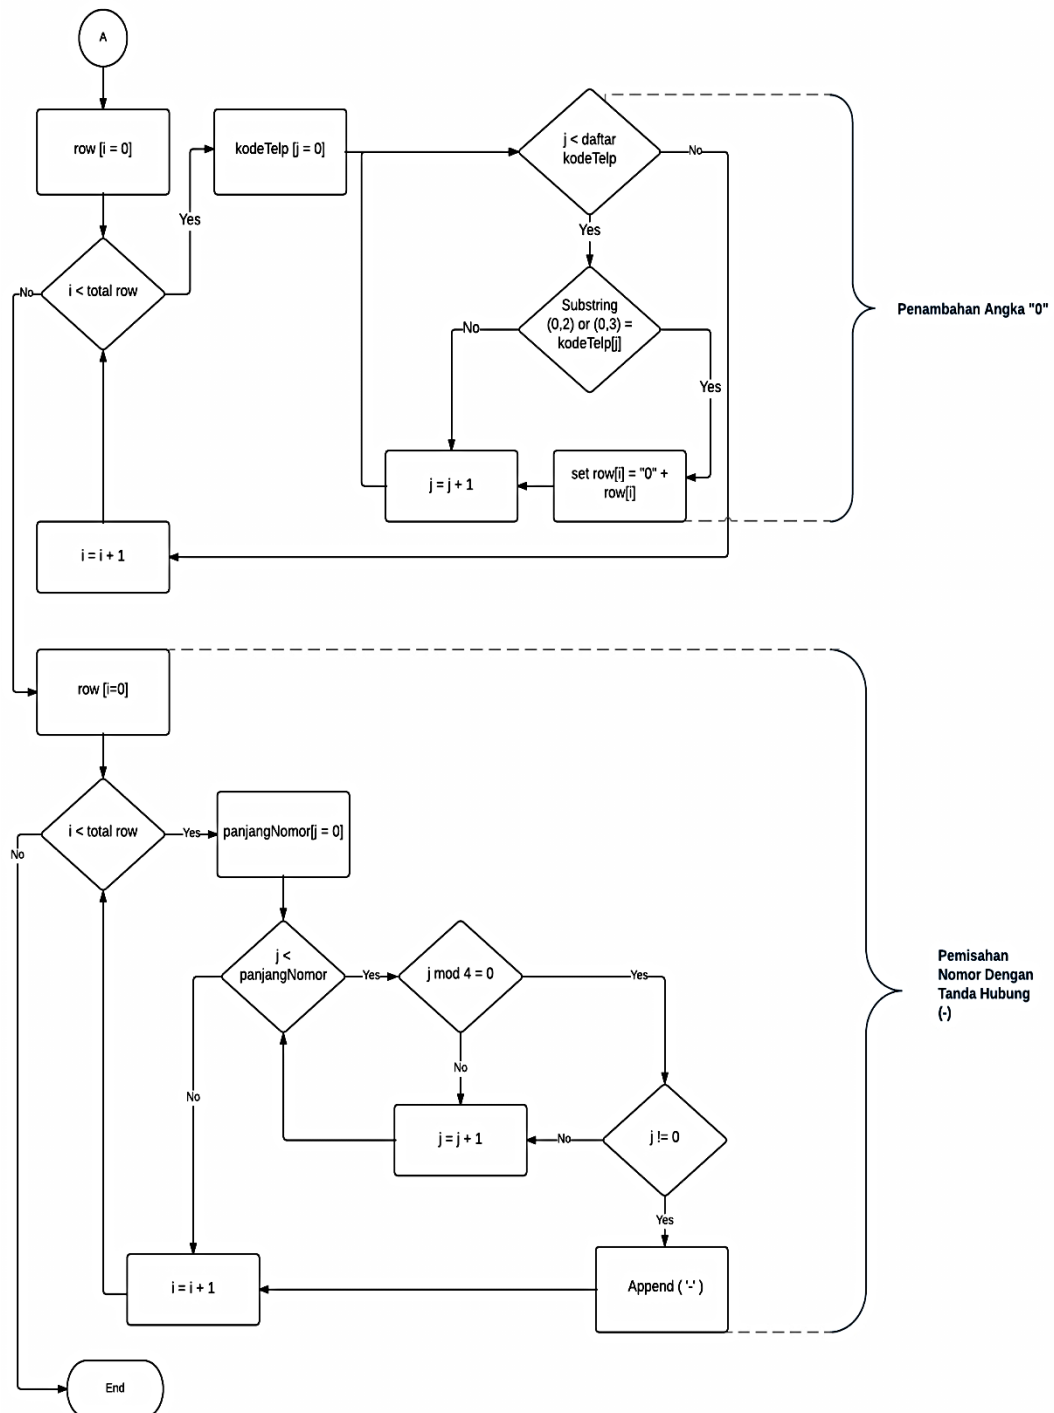 A
row [i = 0]
kodeTelp [j = 0]
j < daftar
kodeTelp
No
Yes
Yes
i < total row
No
Substring
(0,2) or (0,3) =
kodeTelp[j]
No
Yes
Penambahan Angka "0"
j = j + 1
set row[i] = "0" +
row[i]
i = i + 1
row [i=0]
i < total row
Yes
panjangNomor[j = 0]
No
j <
panjangNomor
Yes
j mod 4 = 0
Yes
Pemisahan
Nomor Dengan
Tanda Hubung
(-)
No
No
j = j + 1
No
j != 0
Yes
i = i + 1
Append ( '-' )
End